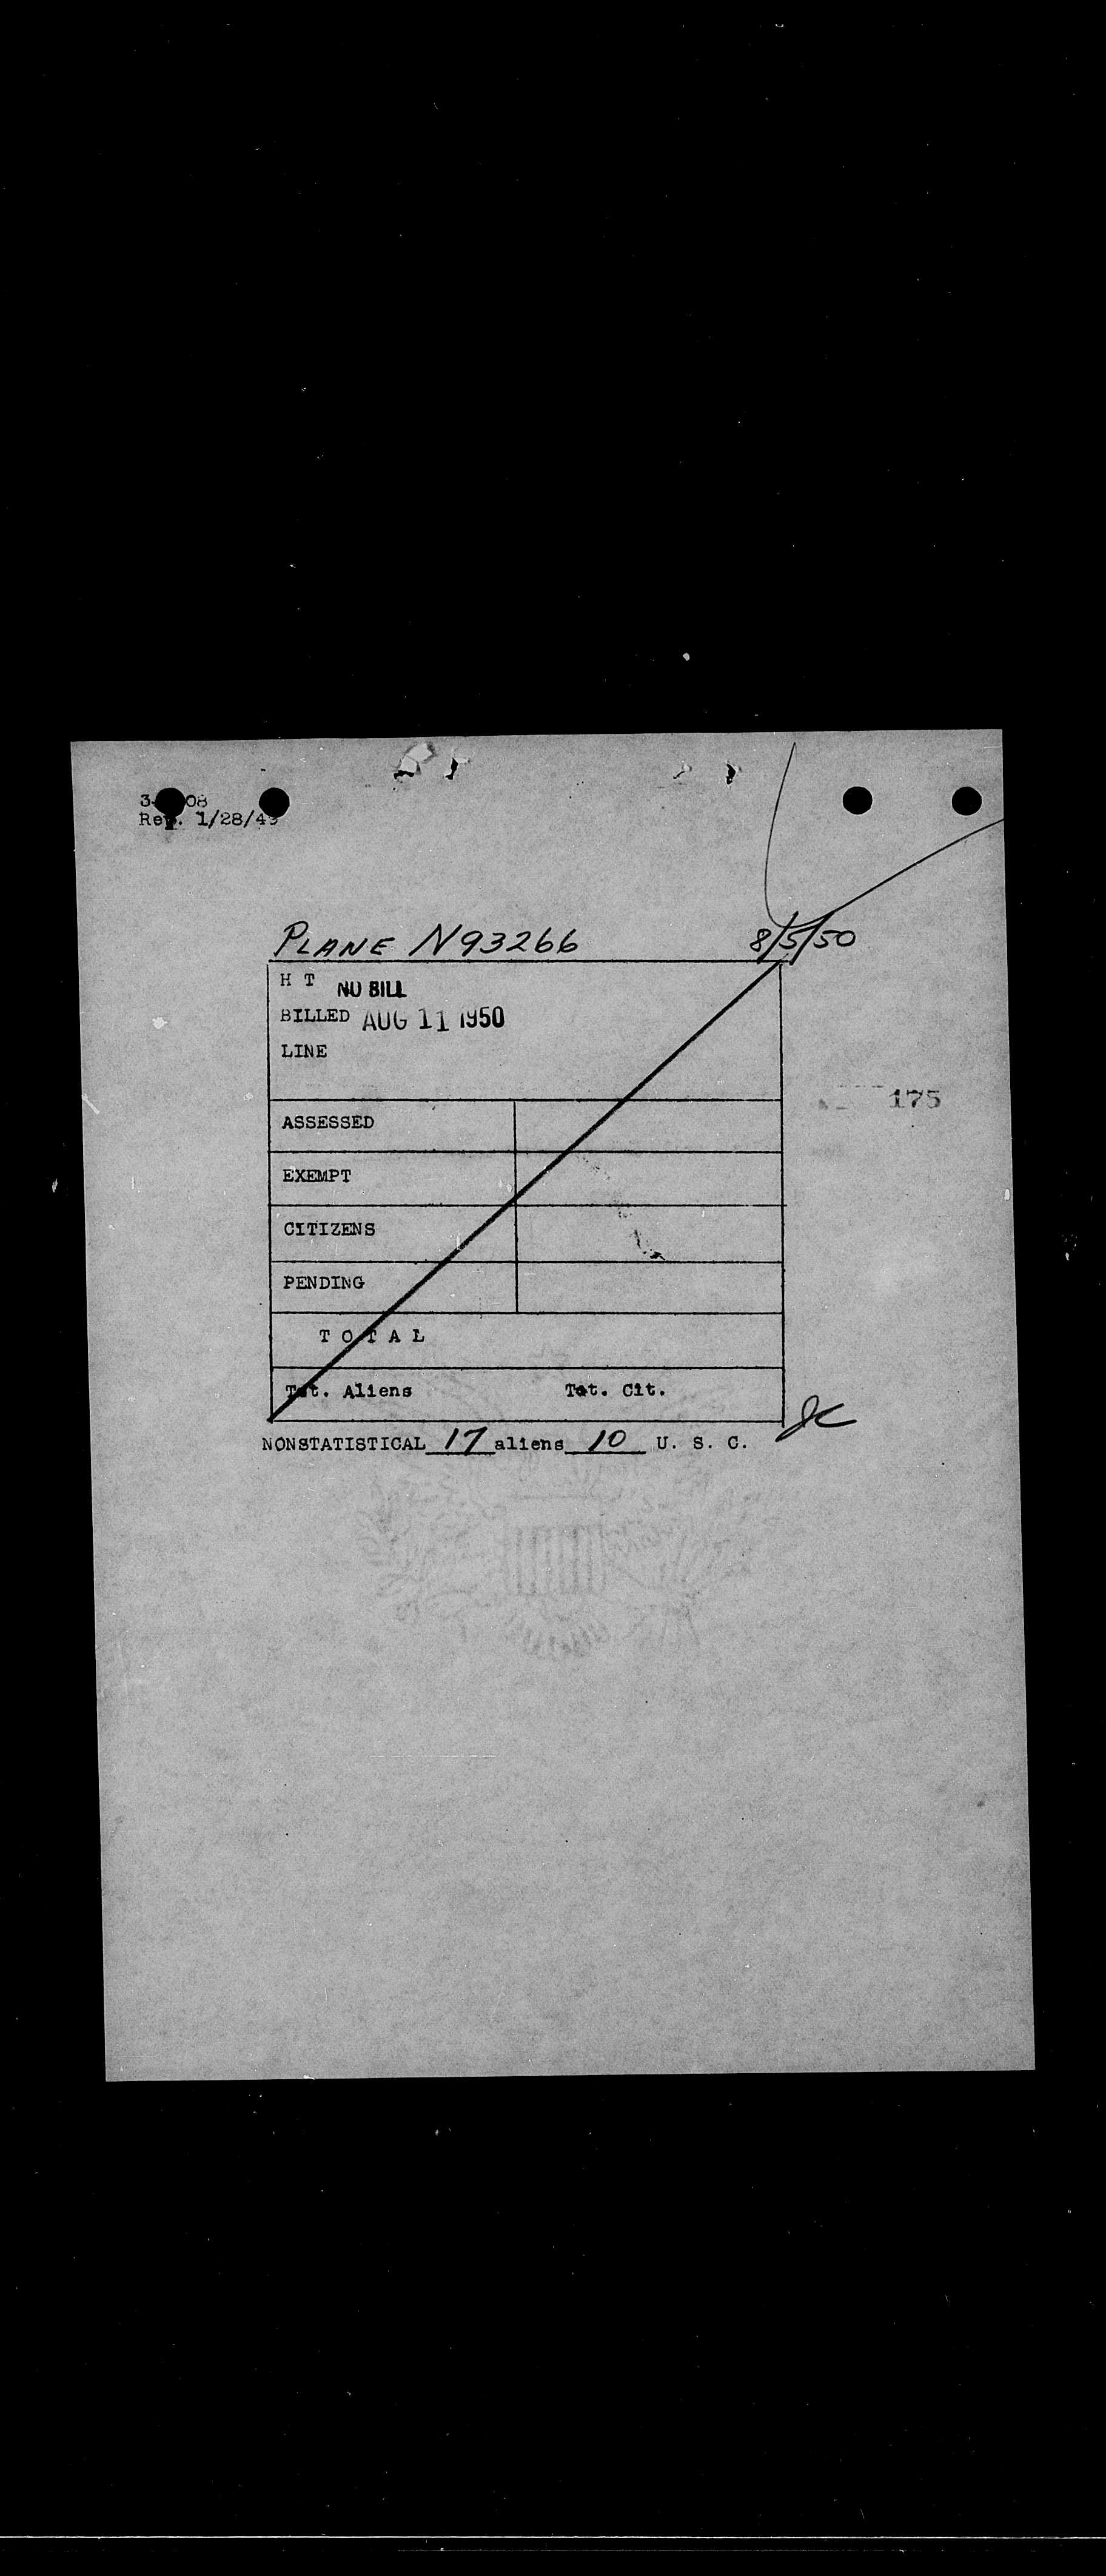 Rev. 1/28/49
PLANE N93266 8/5/50
H T NO BILL
BILLED AUG 11 1950
LINE
175
ASSESSED
EXEMPT
CITIZENS
PENDING
T O T A L
Tot. Aliens Tot. Cit.
NONSTATISTICAL 17 aliens 10 U. S. C.